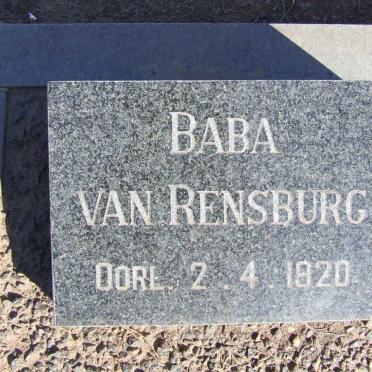 BABA
VAN RENSBURG
OORL. 2. 4. 1920